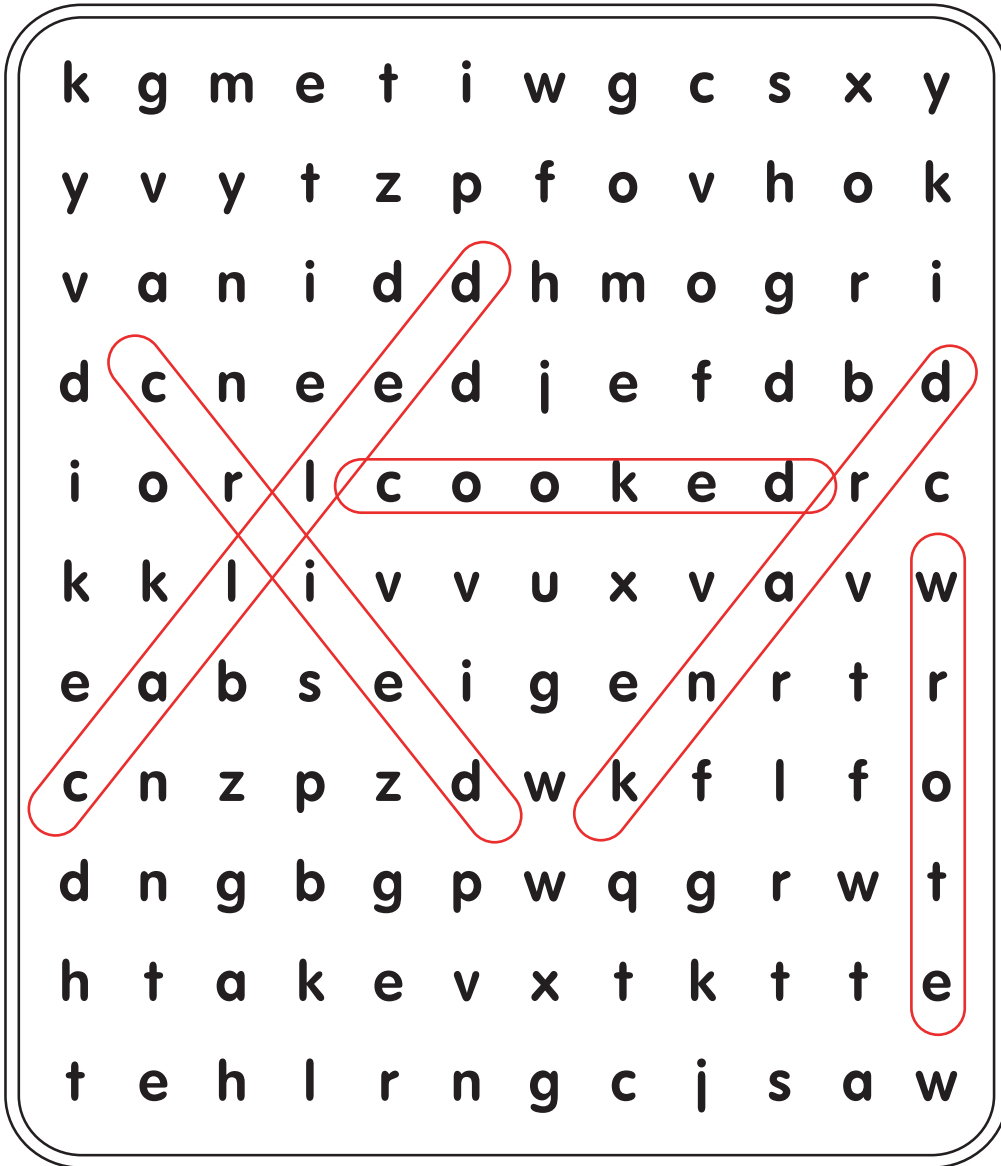 k g m e t i w g c s x y
y v y t z p f o v h o k
v a n i d d h m o g r i
d c n e e d j e f d b d
i o r l c o o k e d r c
k k l i v v u x v a v w
e a b s e i g e n r t r
c n z p z d w k f l f o
d n g b g p w q g r w t
h t a k e v x t k t t e
t e h l r n g c j s a w